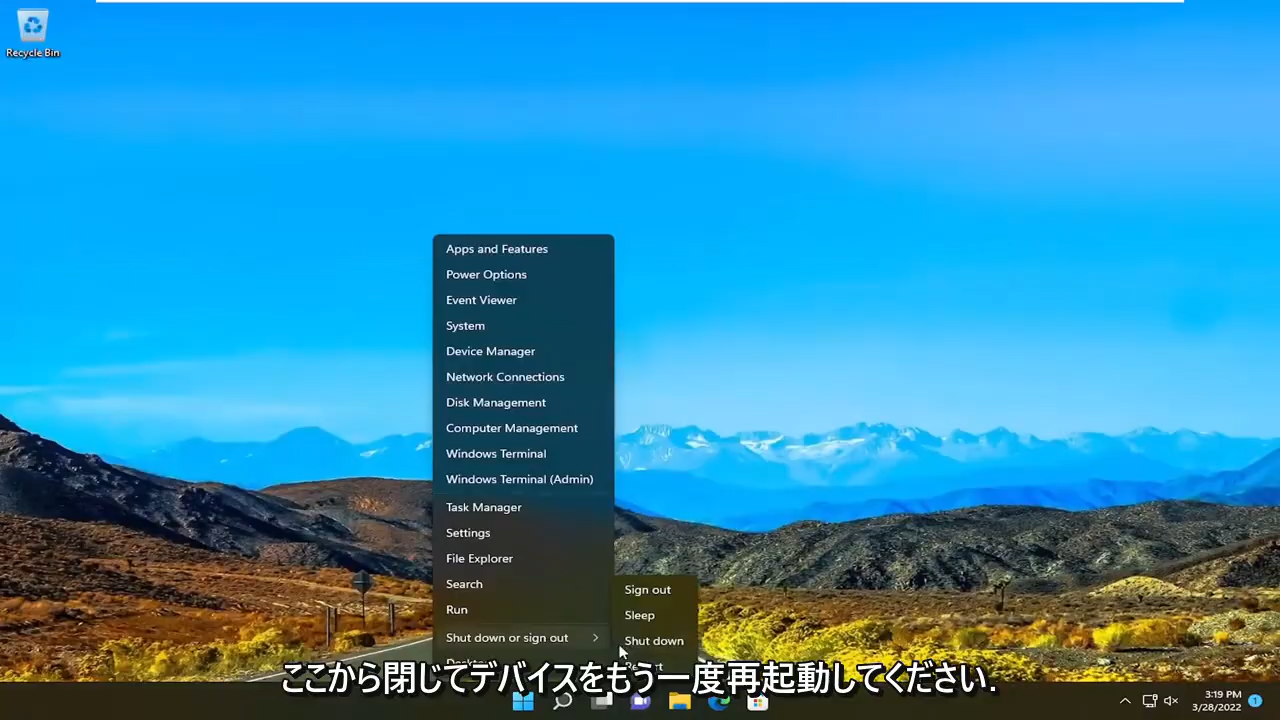 Recycle Bin
Apps and Features
Power Options
Event Viewer
System
Device Manager
Network Connections
Disk Management
Computer Management
Windows Terminal
Windows Terminal (Admin)
Task Manager
Settings
File Explorer
Search
Run
Shut down or sign out
Sign out
Sleep
Shut down
ここから閉じてデバイスをもう一度再起動してください.
3:19 PM
3/28/2022
1